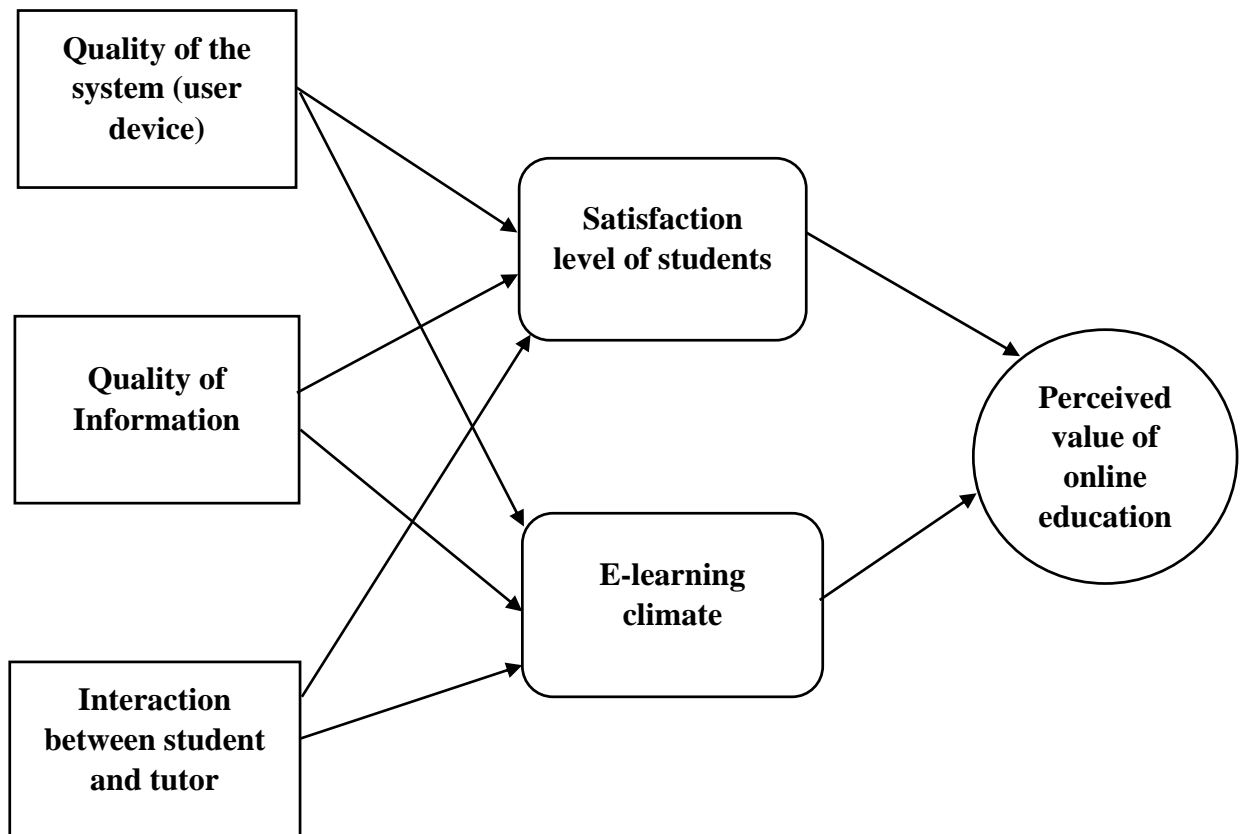 Quality of the
system (user
device)
Satisfaction
level of students
Quality of
Information
Perceived
value of
online
education
E-learning
climate
Interaction
between student
and tutor